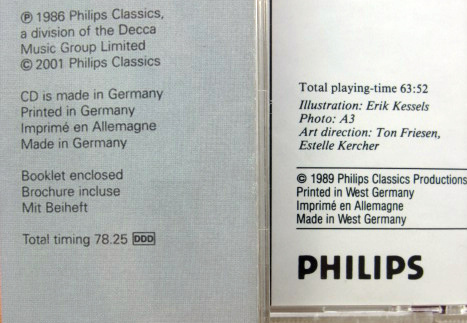 ℗ 1986 Philips Classics,
a division of the Decca
Music Group Limited
© 2001 Philips Classics
CD is made in Germany
Printed in Germany
Imprimé en Allemagne
Made in Germany
Booklet enclosed
Brochure incluse
Mit Beiheft
Total timing 78.25 DDD
Total playing-time 63:52
Illustration: Erik Kessels
Photo: A3
Art direction: Ton Friesen,
Estelle Kercher
© 1989 Philips Classics Productions
Printed in West Germany
Imprimé en Allemagne
Made in West Germany
PHILIPS